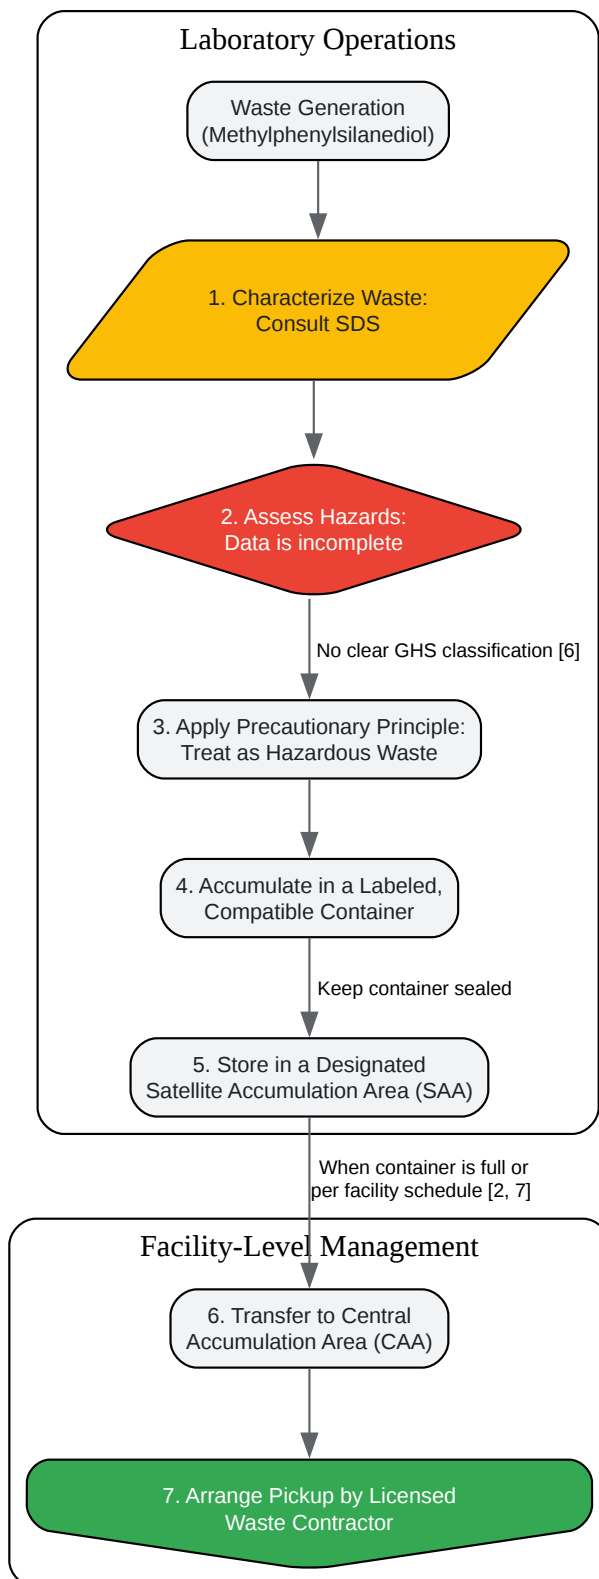 Laboratory Operations
Waste Generation
(Methylphenylsilanediol)
1. Characterize Waste:
Consult SDS
2. Assess Hazards:
Data is incomplete
No clear GHS classification [6]
3. Apply Precautionary Principle:
Treat as Hazardous Waste
4. Accumulate in a Labeled,
Compatible Container
Keep container sealed
5. Store in a Designated
Satellite Accumulation Area (SAA)
When container is full or
per facility schedule [2, 7]
Facility-Level Management
6. Transfer to Central
Accumulation Area (CAA)
7. Arrange Pickup by Licensed
Waste Contractor